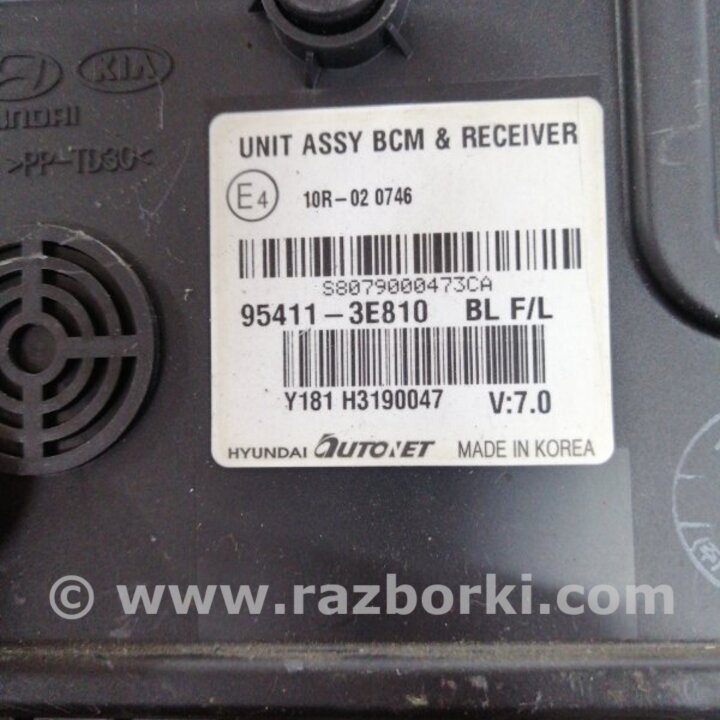 KIA
HYUNDAI
>PP-TD30<
UNIT ASSY BCM & RECEIVER
E4 10R-02 0746
S8079000473CA
95411-3E810 BL F/L
Y181 H3190047 V:7.0
HYUNDAI AUTONET MADE IN KOREA
© www.razborki.com